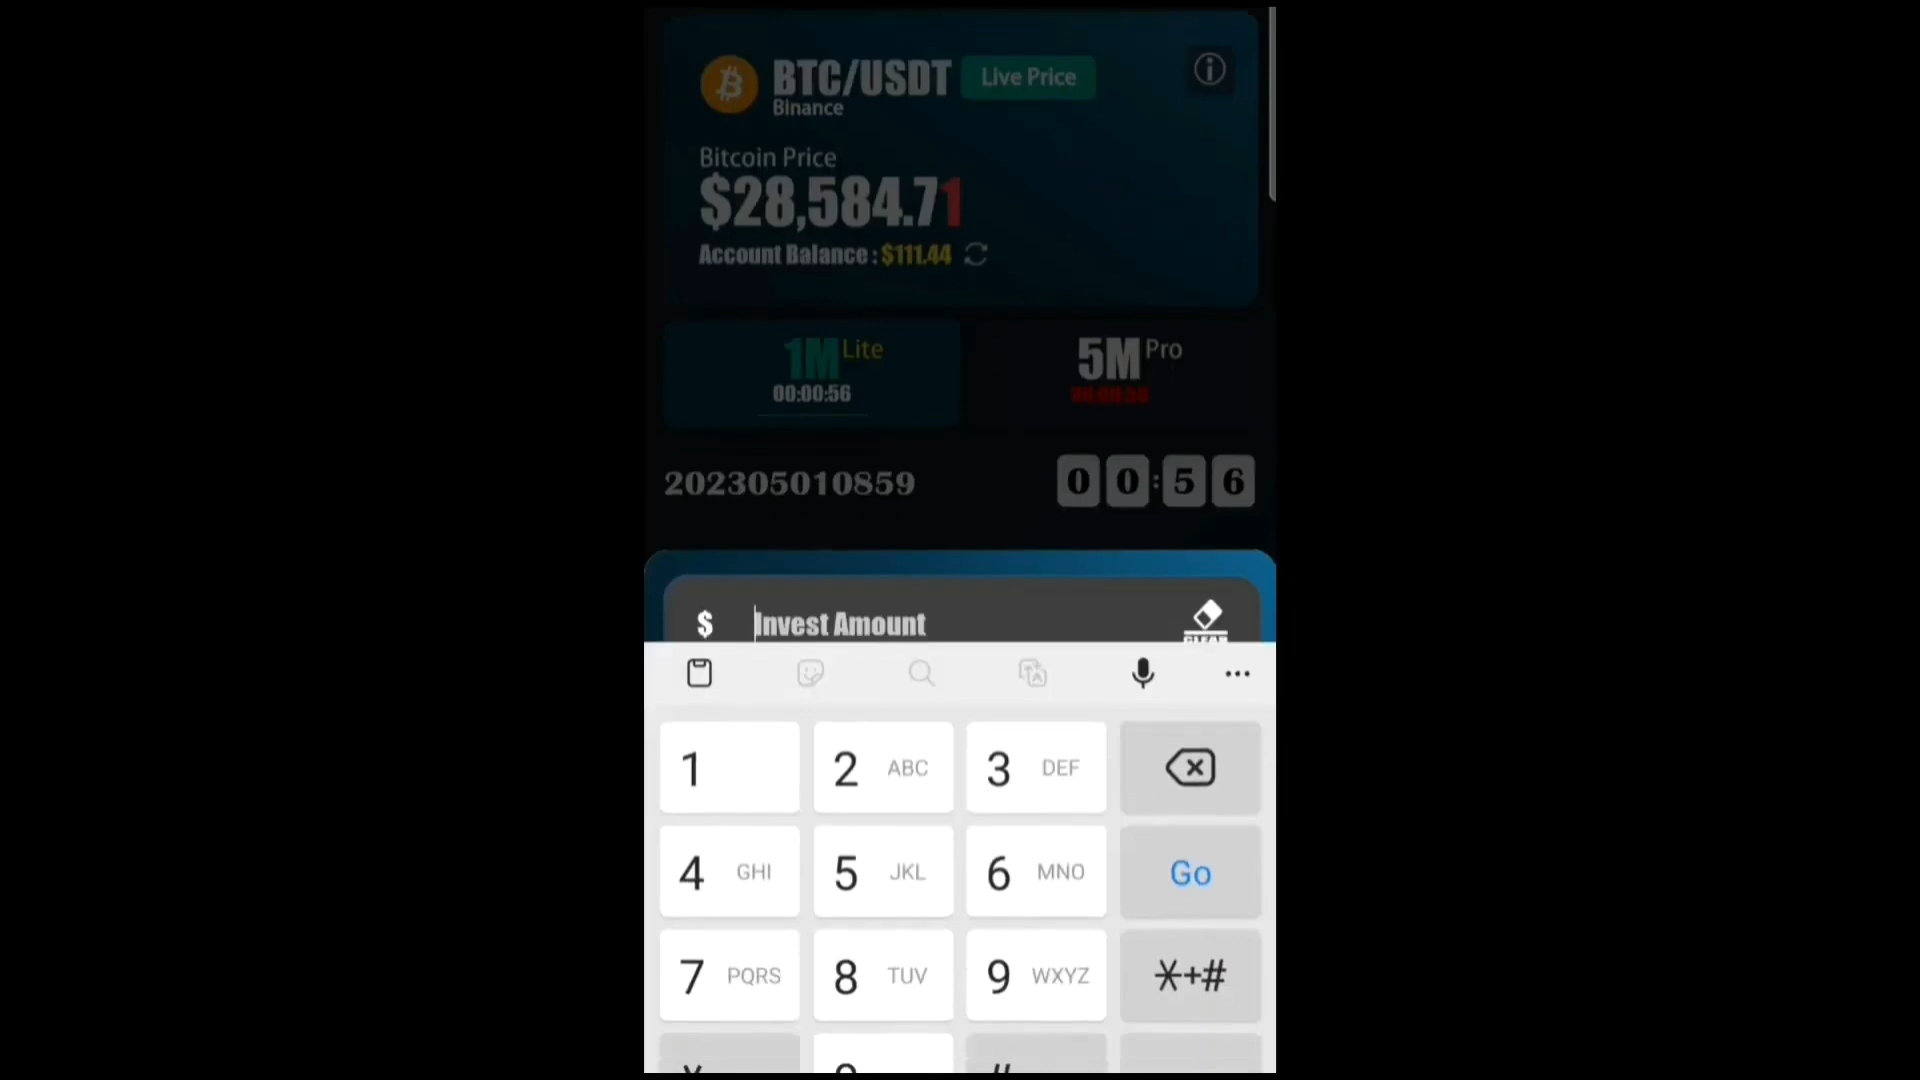 BTC/USDT Live Price
Binance
Bitcoin Price
$28,584.71
Account Balance : $111.44
1M Lite
00:00:56
5M Pro
202305010859
00:56
$ Invest Amount
CLEAR
1
2 ABC
3 DEF
4 GHI
5 JKL
6 MNO
Go
7 PQRS
8 TUV
9 WXYZ
*+#